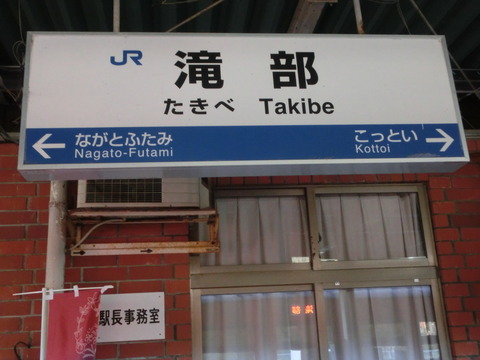 JR 滝部
たきべ Takibe
← ながとふたみ こっとい →
Nagato-Futami Kottoi
駅長事務室